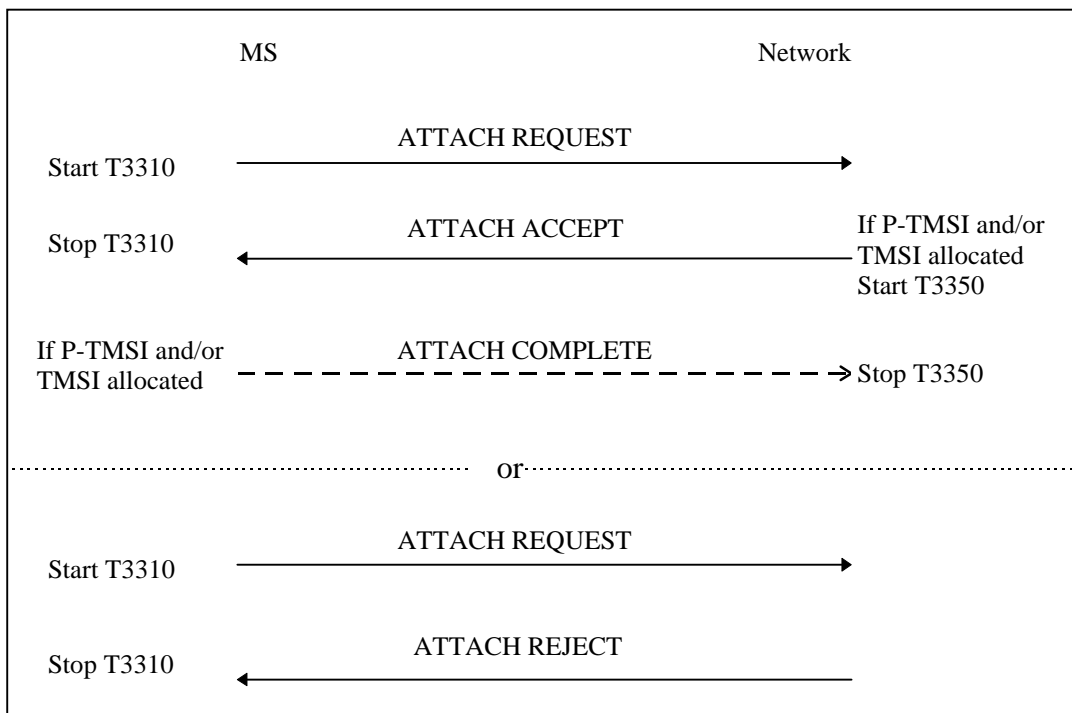 MS
Network
ATTACH REQUEST
Start T3310
ATTACH ACCEPT
Stop T3310
If P-TMSI and/or
TMSI allocated
Start T3350
If P-TMSI and/or
TMSI allocated
ATTACH COMPLETE
Stop T3350
or
ATTACH REQUEST
Start T3310
ATTACH REJECT
Stop T3310